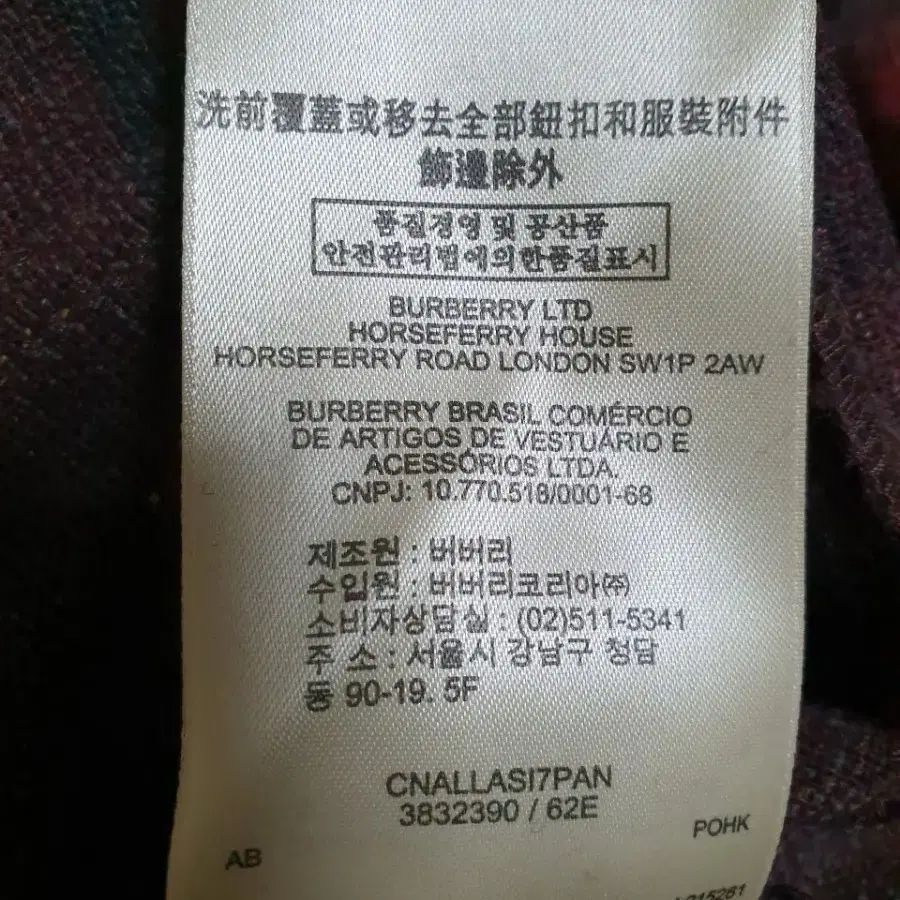 洗前覆蓋或移去全部鈕扣和服裝附件
飾邊除外
품질경영 및 공산품
안전관리법에의한품질표시
BURBERRY LTD
HORSEFERRY HOUSE
HORSEFERRY ROAD LONDON SW1P 2AW
BURBERRY BRASIL COMÉRCIO
DE ARTIGOS DE VESTUÁRIO E
ACESSÓRIOS LTDA.
CNPJ: 10.770.518/0001-68
제조원 : 버버리
수입원 : 버버리코리아㈜
소비자상담실 : (02)511-5341
주 소 : 서울시 강남구 청담
동 90-19. 5F
CNALLASI7PAN
3832390 / 62E
POHK
AB